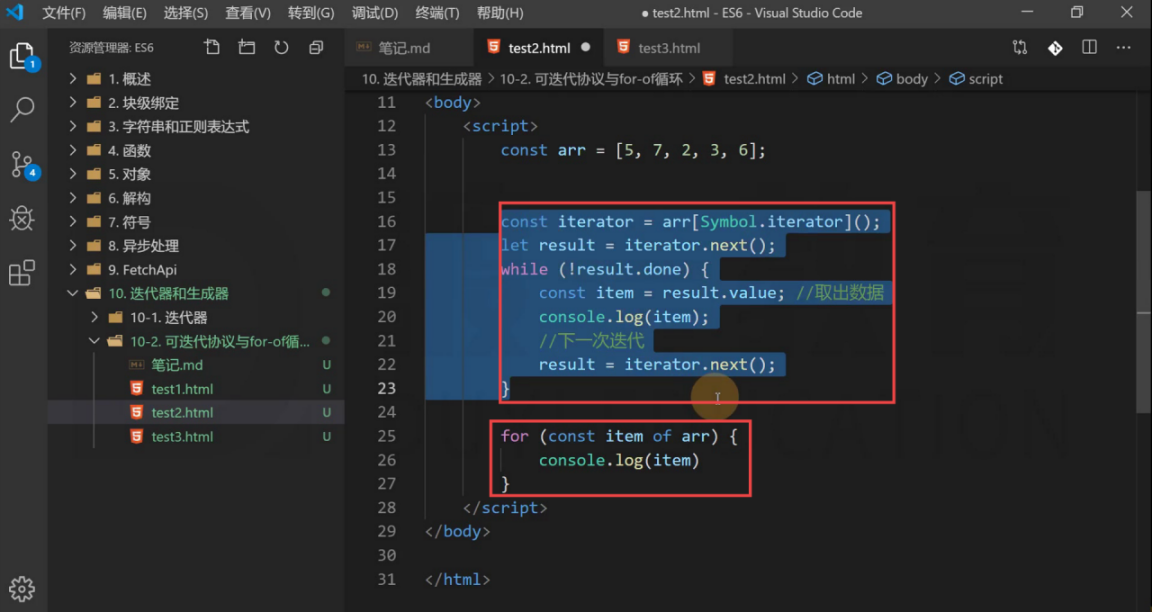 文件(F) 编辑(E) 选择(S) 查看(V) 转到(G) 调试(D) 终端(T) 帮助(H) ● test2.html - ES6 - Visual Studio Code
资源管理器: ES6
1. 概述
2. 块级绑定
3. 字符串和正则表达式
4. 函数
5. 对象
6. 解构
7. 符号
8. 异步处理
9. FetchApi
10. 迭代器和生成器
10-1. 迭代器
10-2. 可迭代协议与for-of循...
笔记.md U
test1.html U
test2.html U
test3.html U
1
4
笔记.md test2.html ● test3.html
10. 迭代器和生成器 > 10-2. 可迭代协议与for-of循环 > test2.html > html > body > script
11 <body>
12 <script>
13 const arr = [5, 7, 2, 3, 6];
14
15
16 const iterator = arr[Symbol.iterator]();
17 let result = iterator.next();
18 while (!result.done) {
19 const item = result.value; //取出数据
20 console.log(item);
21 //下一次迭代
22 result = iterator.next();
23 }
24
25 for (const item of arr) {
26 console.log(item)
27 }
28 </script>
29 </body>
30
31 </html>